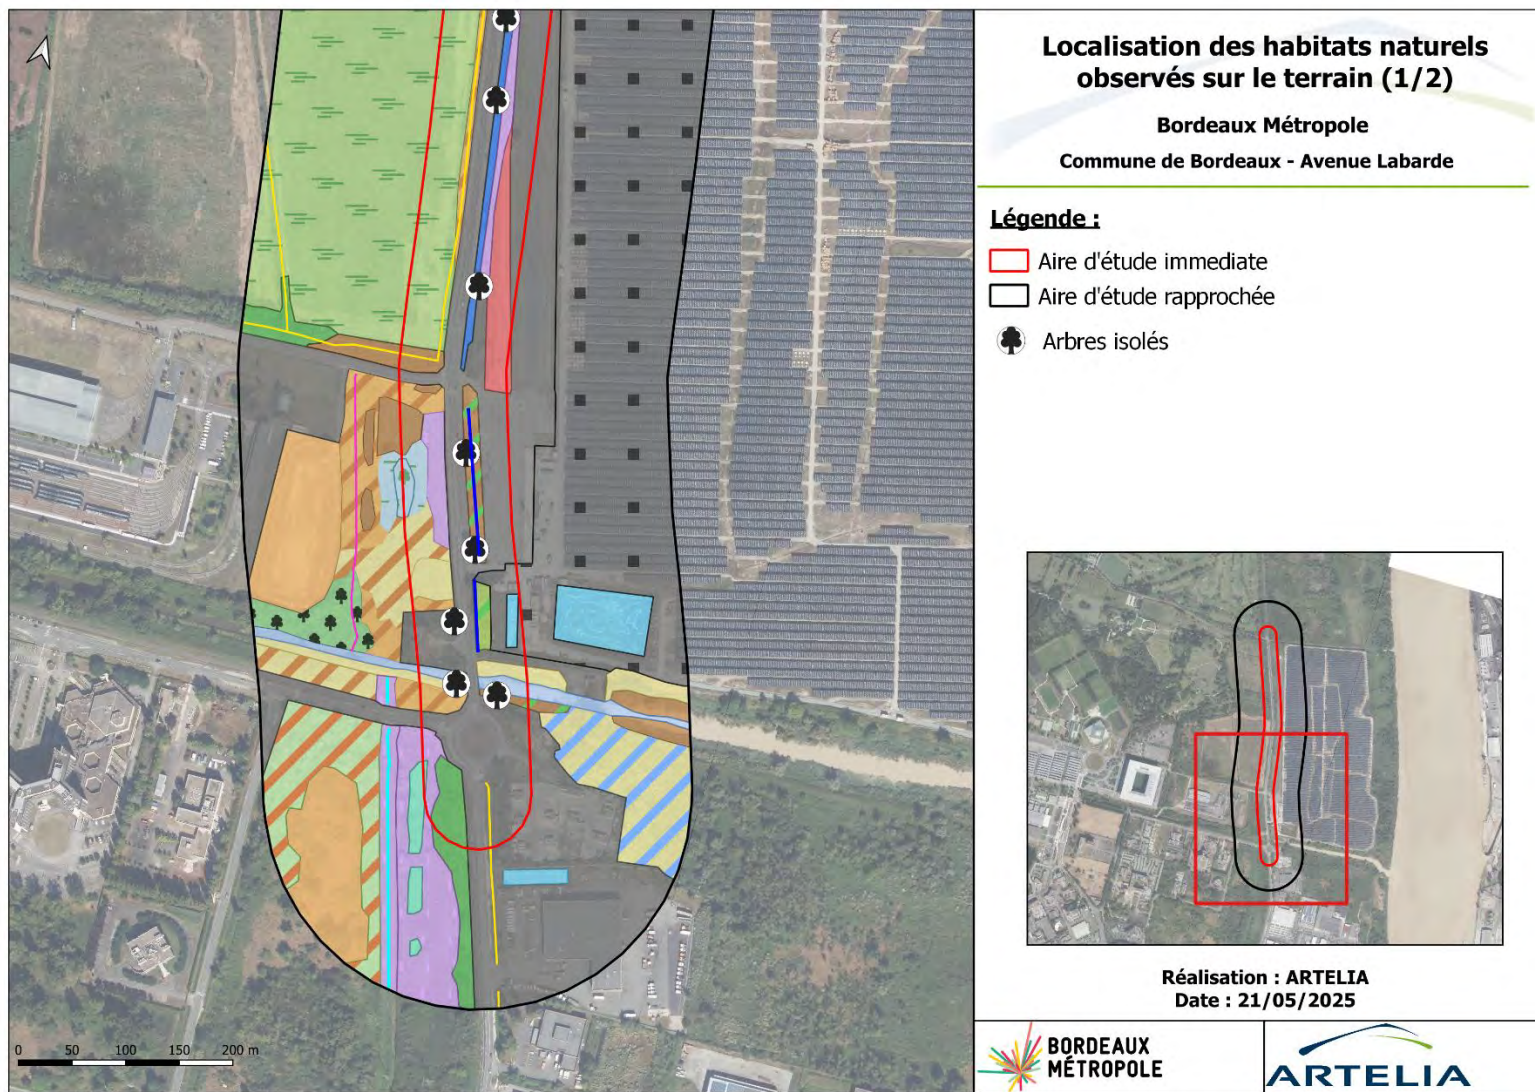 Localisation des habitats naturels
observés sur le terrain (1/2)
Bordeaux Métropole
Commune de Bordeaux - Avenue Labarde
Légende :
Aire d'étude immediate
Aire d'étude rapprochée
Arbres isolés
Réalisation : ARTELIA
Date : 21/05/2025
0 50 100 150 200 m
BORDEAUX
MÉTROPOLE
ARTELIA